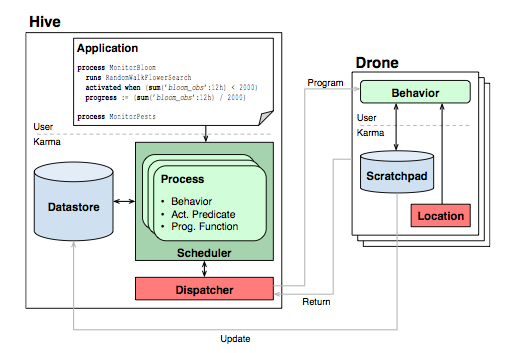 Hive
Application
process MonitorBloom
runs RandomWalkFlowerSearch
activated when (sum('bloom_obs':12h) < 2000)
progress := (sum('bloom_obs':12h) / 2000)
process MonitorPests
User
Karma
Datastore
Process
• Behavior
• Act. Predicate
• Prog. Function
Scheduler
Dispatcher
Program
Return
Update
Drone
Behavior
User
Karma
Scratchpad
Location